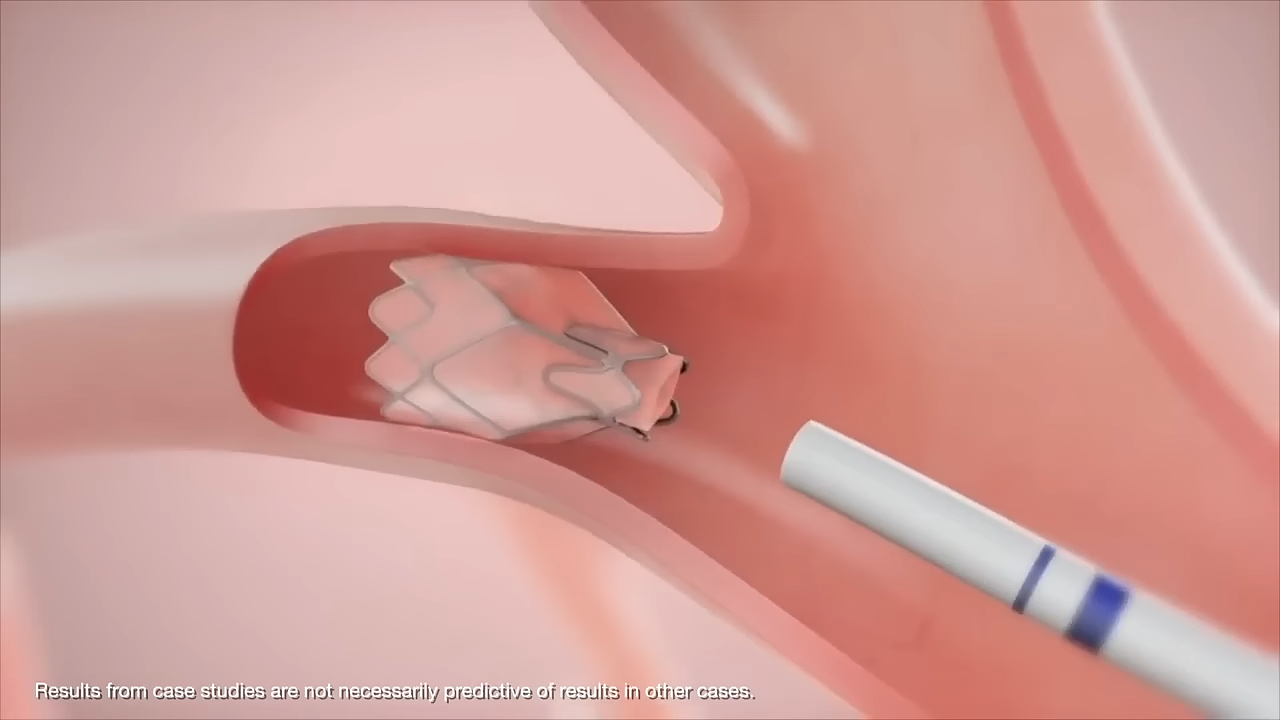 Results from case studies are not necessarily predictive of results in other cases.